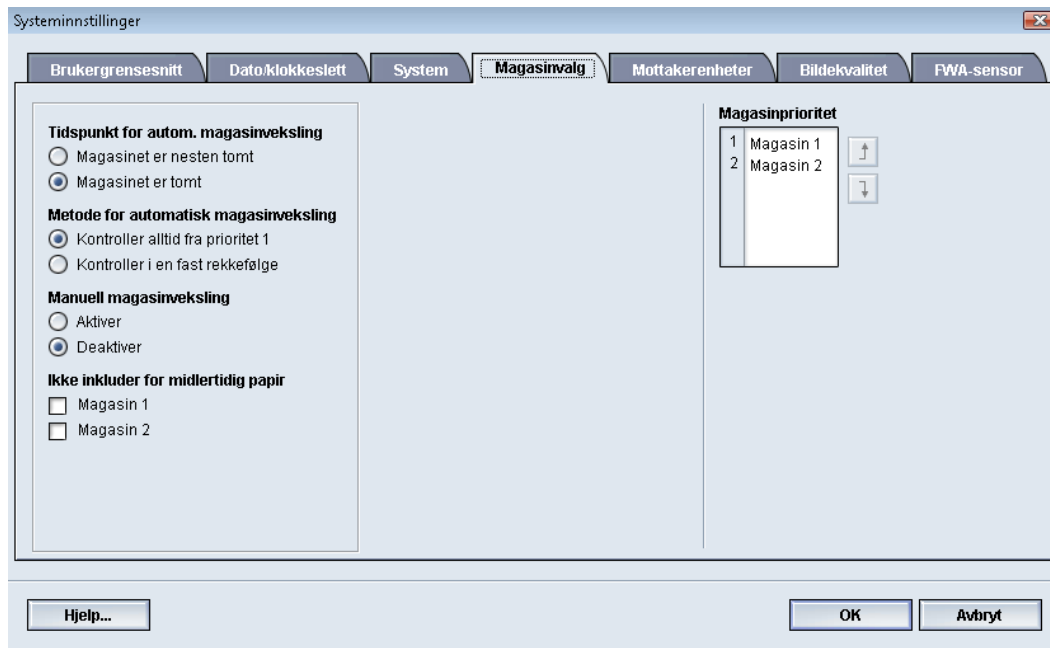 Systeminnstillinger
Brukergrensesnitt
Dato/klokkeslett
System
Magasinvalg
Mottakerenheter
Bildekvalitet
FWA-sensor
Tidspunkt for autom. magasinveksling
Magasinet er nesten tomt
Magasinet er tomt
Metode for automatisk magasinveksling
Kontroller alltid fra prioritet 1
Kontroller i en fast rekkefølge
Manuell magasinveksling
Aktiver
Deaktiver
Ikke inkluder for midlertidig papir
Magasin 1
Magasin 2
Magasinprioritet
1 Magasin 1
2 Magasin 2
Hjelp...
OK
Avbryt